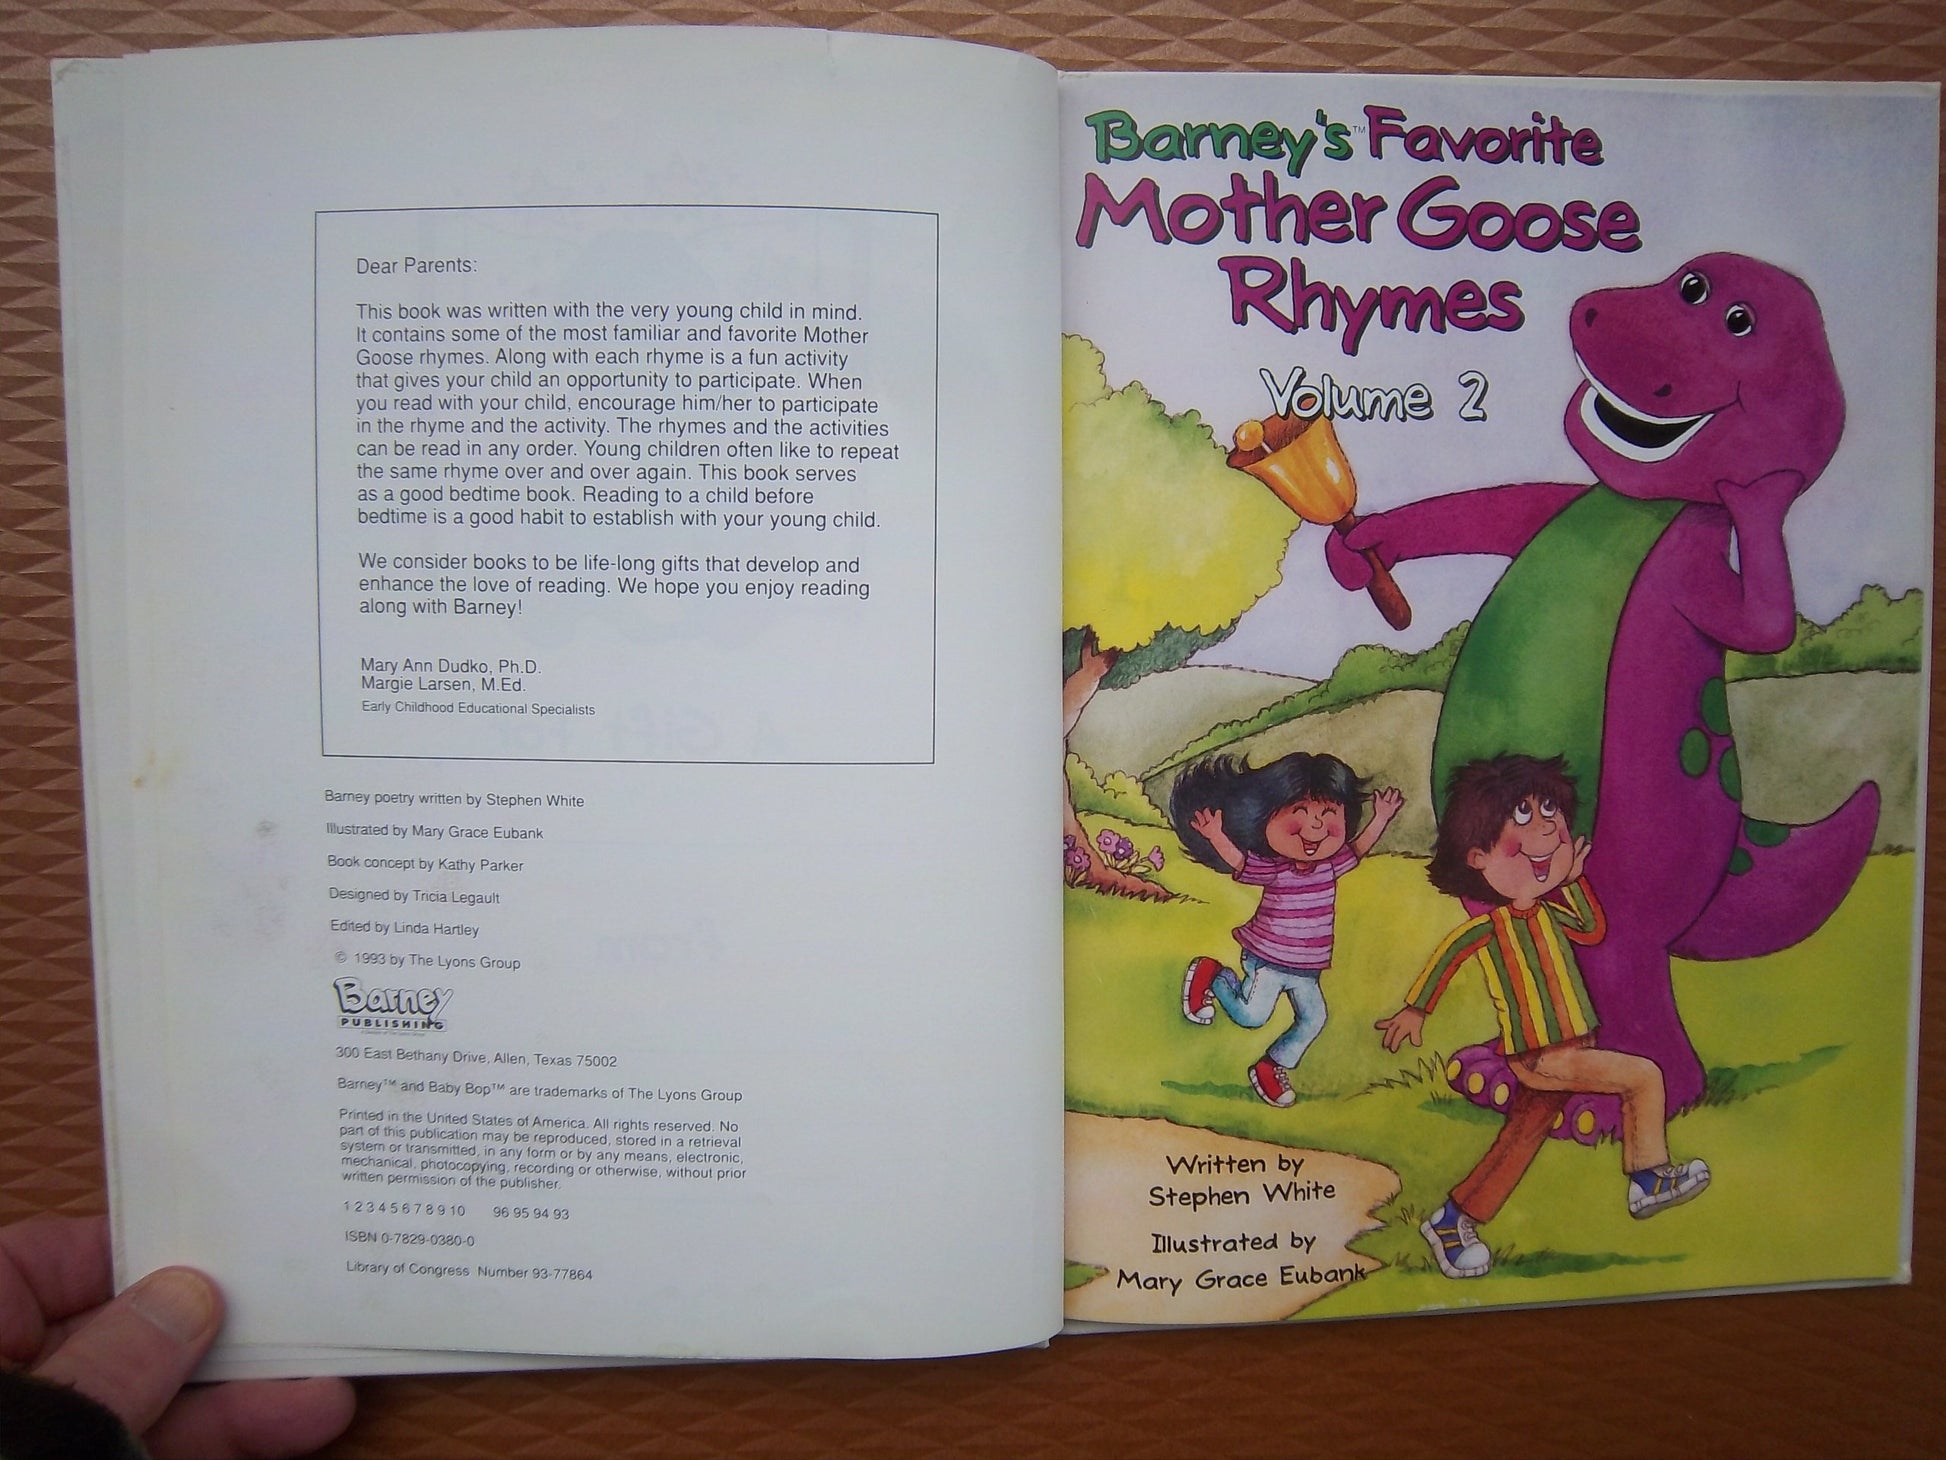 Dear Parents:
This book was written with the very young child in mind.
It contains some of the most familiar and favorite Mother
Goose rhymes. Along with each rhyme is a fun activity
that gives your child an opportunity to participate. When
you read with your child, encourage him/her to participate
in the rhyme and the activity. The rhymes and the activities
can be read in any order. Young children often like to repeat
the same rhyme over and over again. This book serves
as a good bedtime book. Reading to a child before
bedtime is a good habit to establish with your young child.
We consider books to be life-long gifts that develop and
enhance the love of reading. We hope you enjoy reading
along with Barney!
Mary Ann Dudko, Ph.D.
Margie Larsen, M.Ed.
Early Childhood Educational Specialists
Barney poetry written by Stephen White
Illustrated by Mary Grace Eubank
Book concept by Kathy Parker
Designed by Tricia Legault
Edited by Linda Hartley
© 1993 by The Lyons Group
Barney
PUBLISHING
300 East Bethany Drive, Allen, Texas 75002
Barney™ and Baby Bop™ are trademarks of The Lyons Group
Printed in the United States of America. All rights reserved. No
part of this publication may be reproduced, stored in a retrieval
system or transmitted, in any form or by any means, electronic,
mechanical, photocopying, recording or otherwise, without prior
written permission of the publisher.
1 2 3 4 5 6 7 8 9 10 96 95 94 93
ISBN 0-7829-0380-0
Library of Congress Number 93-77864
Barney's™ Favorite
Mother Goose
Rhymes
Volume 2
Written by
Stephen White
Illustrated by
Mary Grace Eubank